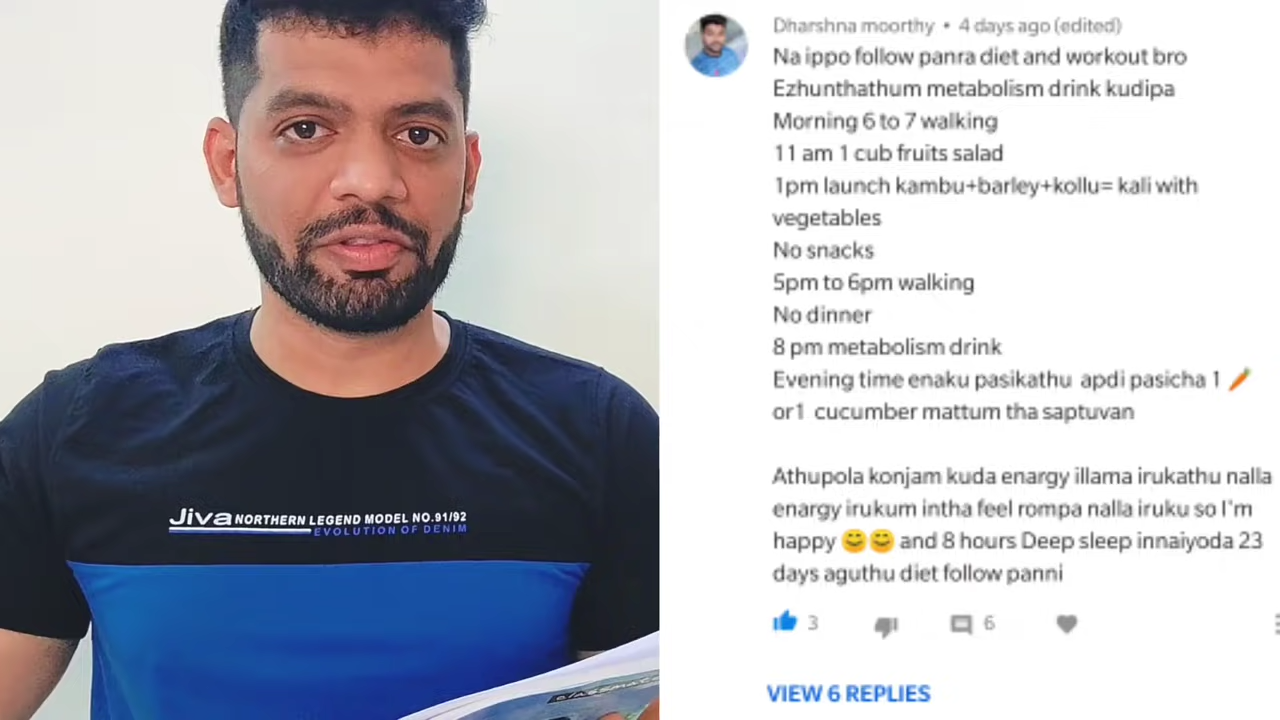 Jiva NORTHERN LEGEND MODEL NO.91/92
EVOLUTION OF DENIM
classmate
Dharshna moorthy • 4 days ago (edited)
Na ippo follow panra diet and workout bro
Ezhunthathum metabolism drink kudipa
Morning 6 to 7 walking
11 am 1 cub fruits salad
1pm launch kambu+barley+kollu= kali with
vegetables
No snacks
5pm to 6pm walking
No dinner
8 pm metabolism drink
Evening time enaku pasikathu apdi pasicha 1 🥕
or1 cucumber mattum tha saptuvan
Athupola konjam kuda energy illama irukathu nalla
energy irukum intha feel rompa nalla iruku so I'm
happy 😊😊 and 8 hours Deep sleep innaiyoda 23
days aguthu diet follow panni
3
6
VIEW 6 REPLIES